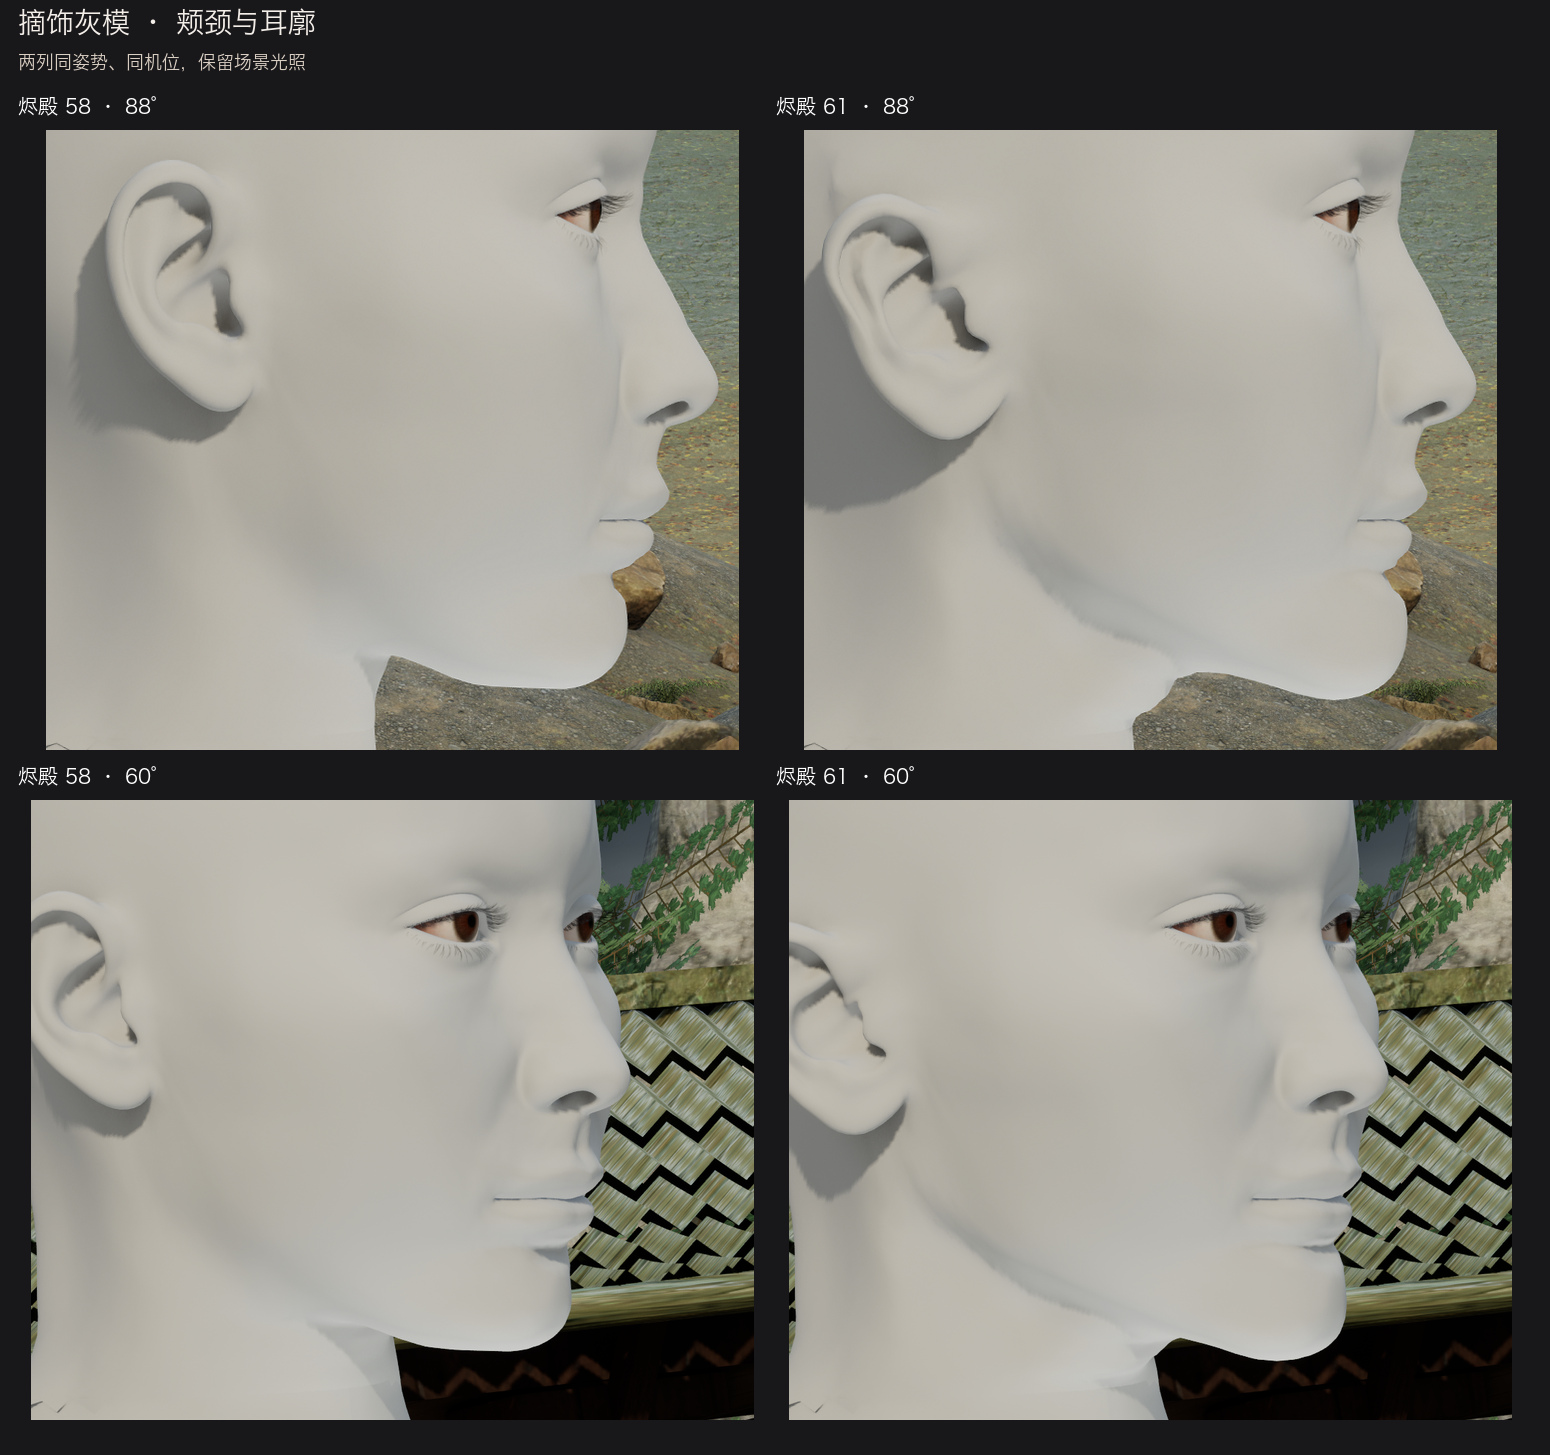 摘饰灰模 · 颊颈与耳廓
两列同姿势、同机位，保留场景光照
烬殿 58 · 88°
烬殿 61 · 88°
烬殿 58 · 60°
烬殿 61 · 60°